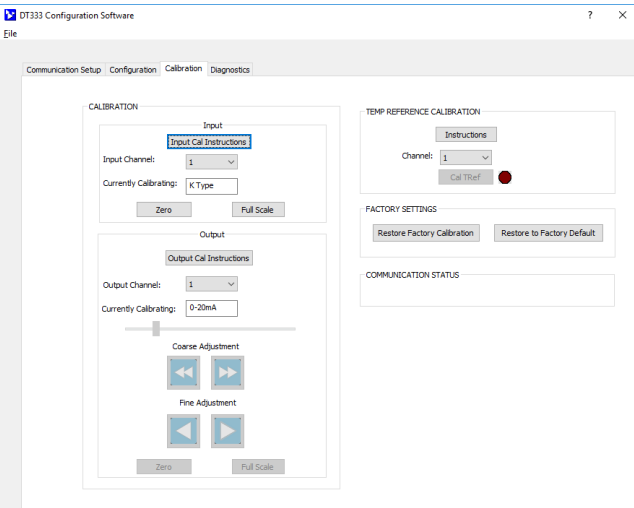 DT333 Configuration Software
?
File
Communication Setup Configuration Calibration Diagnostics
CALIBRATION
Input
Input Cal Instructions
Input Channel: 1
Currently Calibrating: K Type
Zero Full Scale
Output
Output Cal Instructions
Output Channel: 1
Currently Calibrating: 0-20mA
Coarse Adjustment
Fine Adjustment
Zero Full Scale
TEMP REFERENCE CALIBRATION
Instructions
Channel: 1
Cal TRef
FACTORY SETTINGS
Restore Factory Calibration Restore to Factory Default
COMMUNICATION STATUS